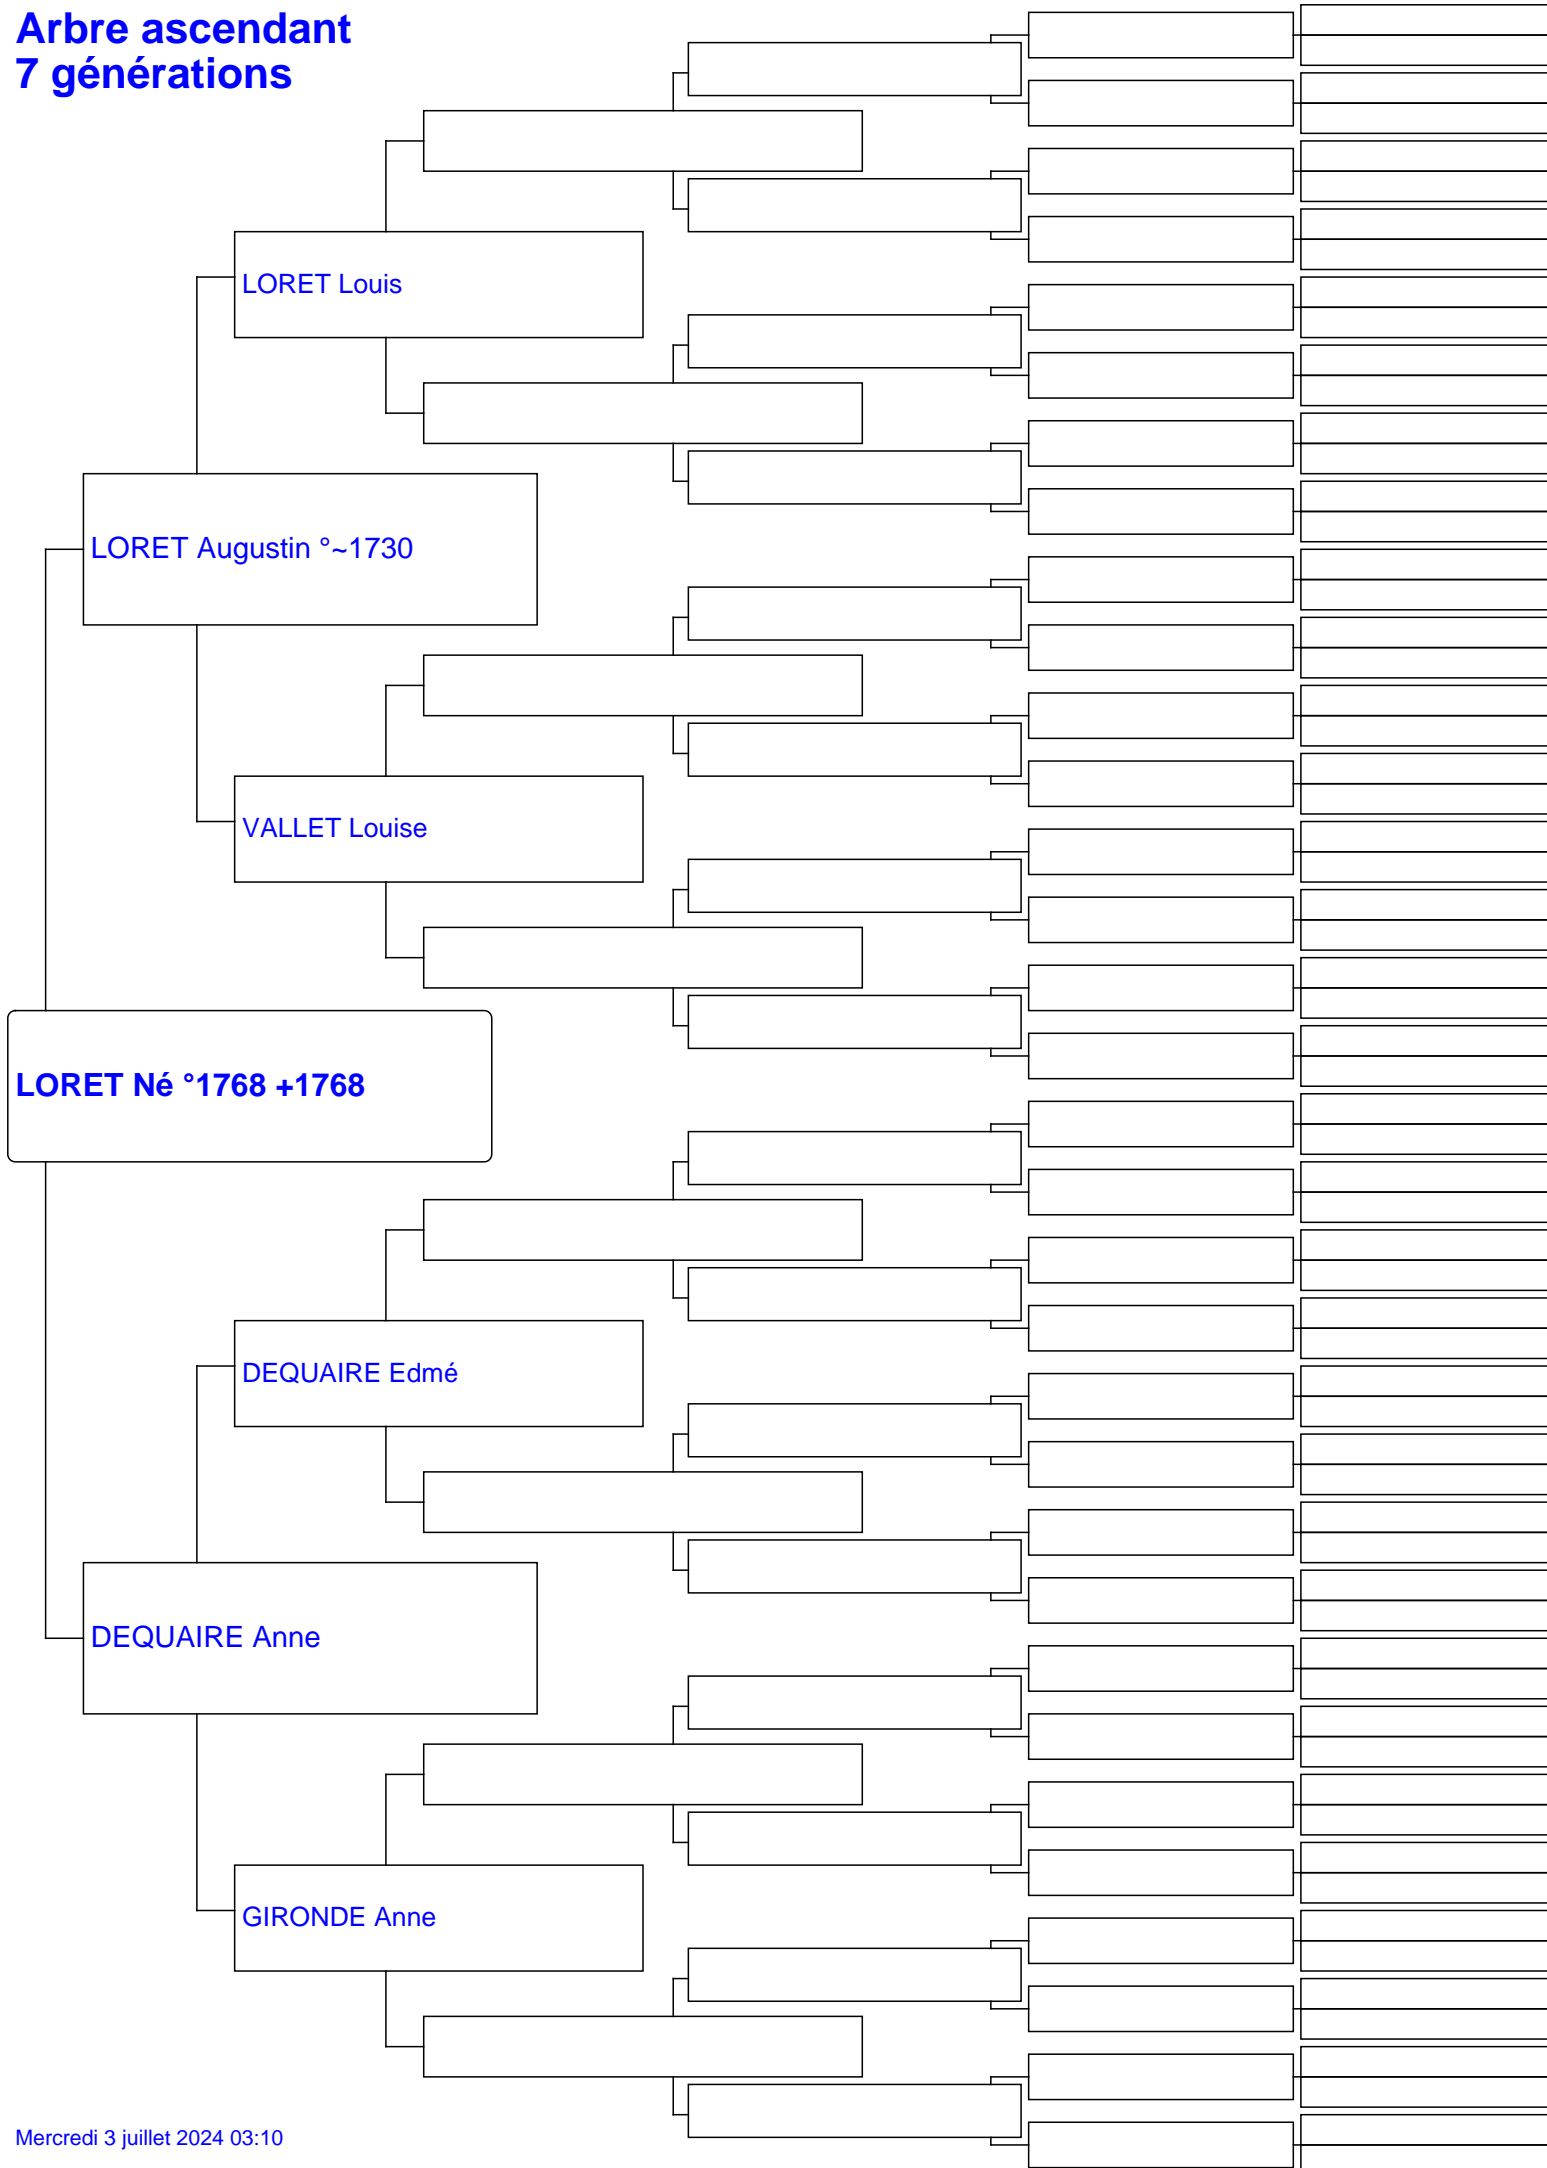 Arbre ascendant
7 générations
LORET Louis
LORET Augustin °~1730
VALLET Louise
LORET Né °1768 +1768
DEQUAIRE Edmé
DEQUAIRE Anne
GIRONDE Anne
Mercredi 3 juillet 2024 03:10